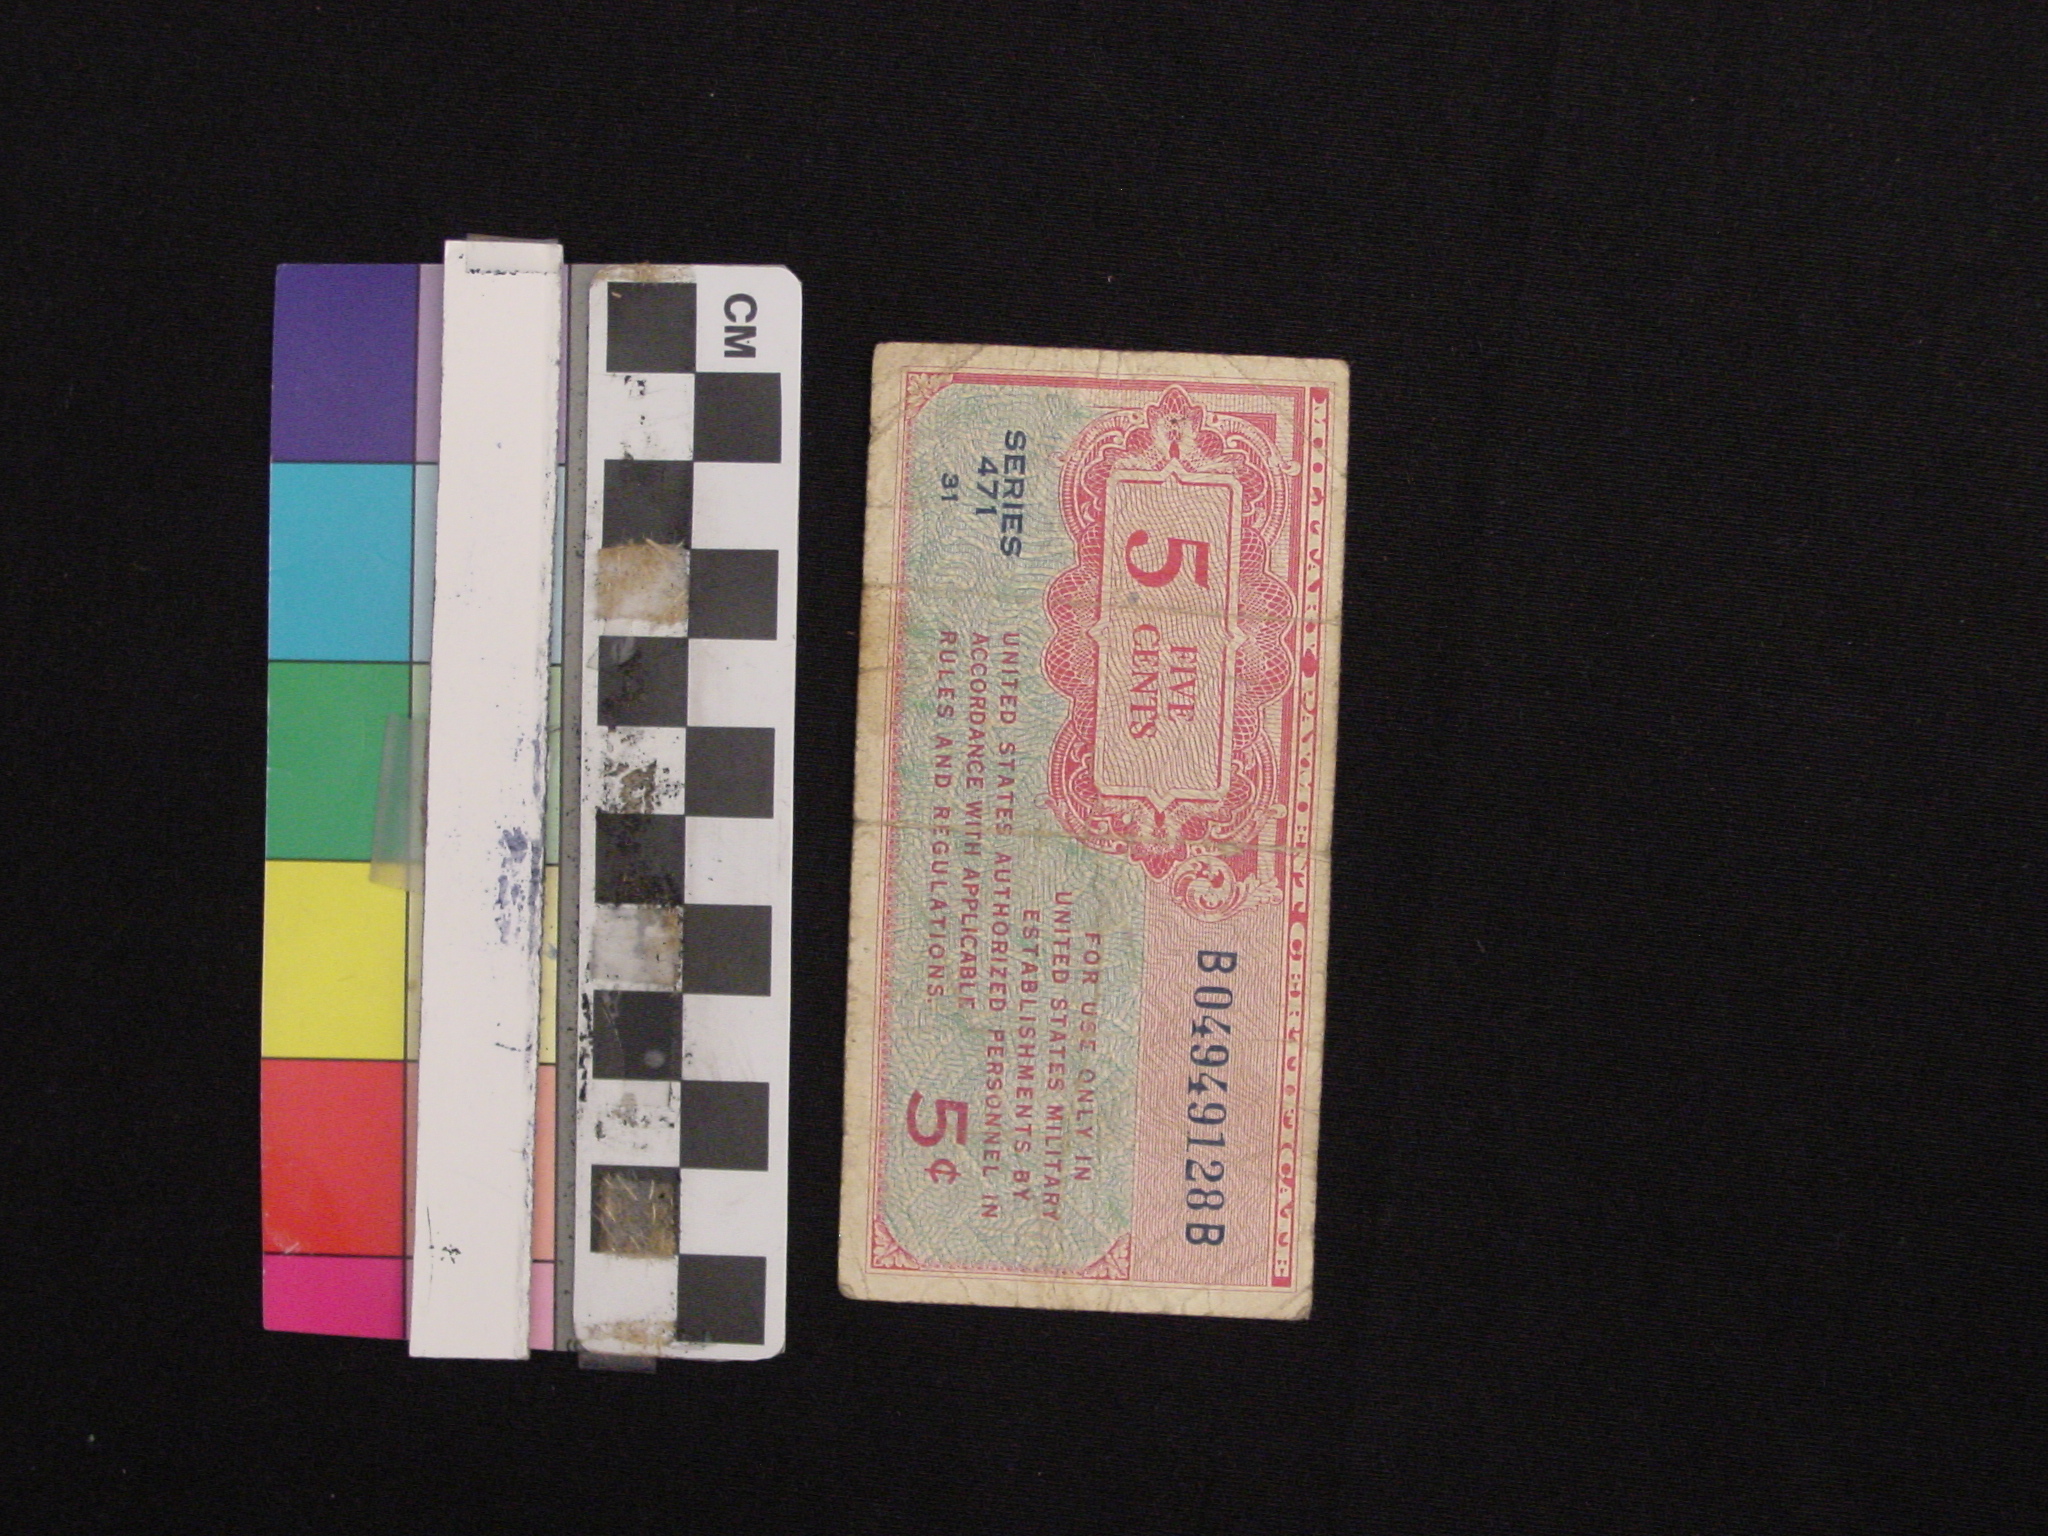 CM
B04949128B
5 FIVE
CENTS
SERIES
471
31
FOR USE ONLY IN
UNITED STATES MILITARY
ESTABLISHMENTS BY
UNITED STATES AUTHORIZED PERSONNEL IN
ACCORDANCE WITH APPLICABLE
RULES AND REGULATIONS.
5¢